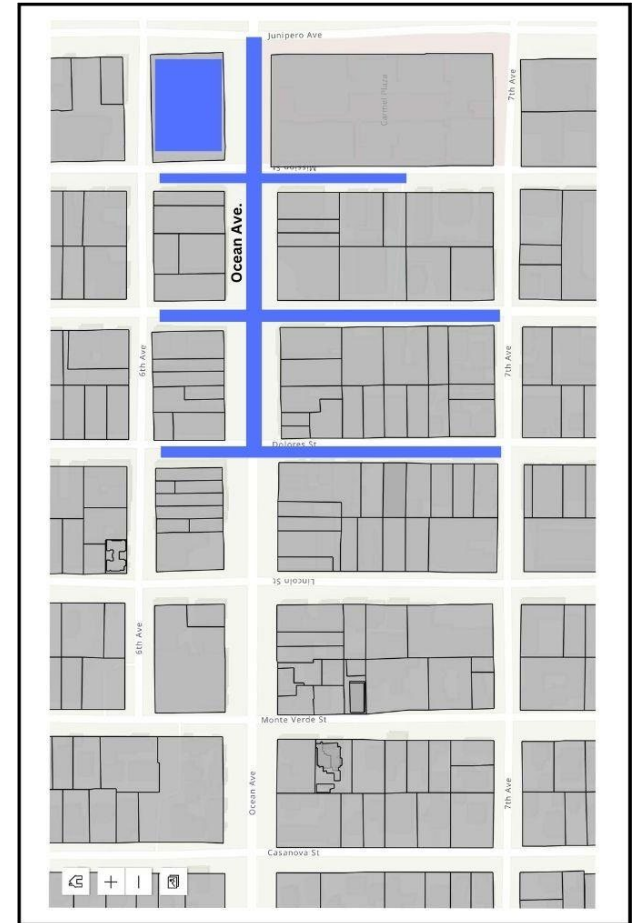 Junipero Ave
7th Ave
Carmel Plaza
Mission St
Ocean Ave.
6th Ave
7th Ave
Dolores St
Lincoln St
6th Ave
Monte Verde St
Ocean Ave
7th Ave
Casanova St